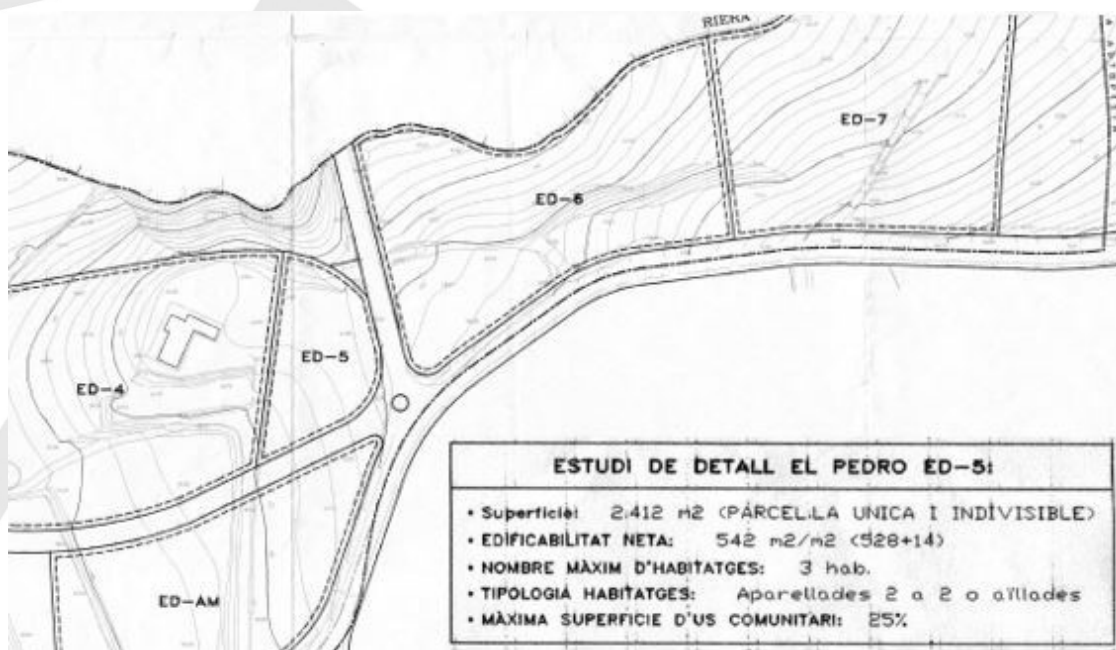 RIERA
ED-7
ED-6
ED-5
ED-4
ED-AM
ESTUDI DE DETALL EL PEDRO ED-5:
• Superficie: 2.412 m2 (PARCEL.LA UNICA I INDIVISIBLE)
• EDIFICABILITAT NETA: 542 m2/m2 (528+14)
• NOMBRE MÀXIM D'HABITATGES: 3 hab.
• TIPOLOGIA HABITATGES: Aparellades 2 a 2 o aïllades
• MÀXIMA SUPERFICIE D'US COMUNITARI: 25%